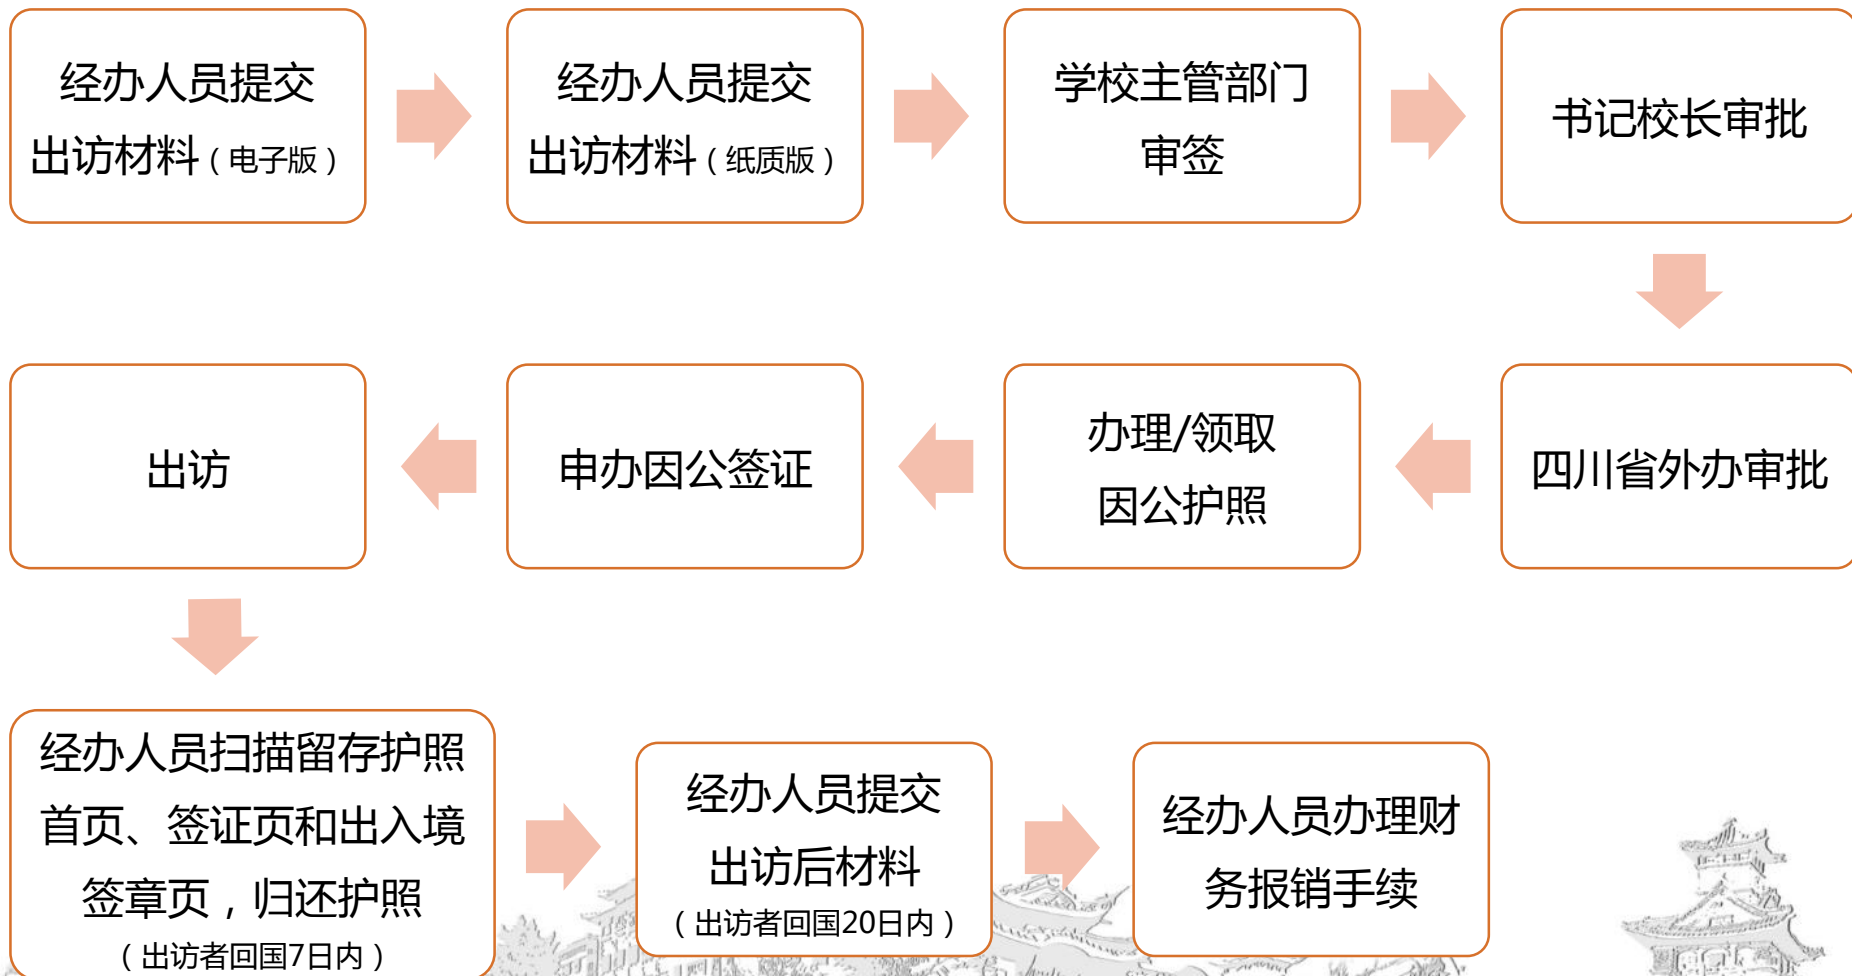 经办人员提交
出访材料（电子版）
经办人员提交
出访材料（纸质版）
学校主管部门
审签
书记校长审批
出访
申办因公签证
办理/领取
因公护照
四川省外办审批
经办人员扫描留存护照
首页、签证页和出入境
签章页，归还护照
（出访者回国7日内）
经办人员提交
出访后材料
（出访者回国20日内）
经办人员办理财
务报销手续